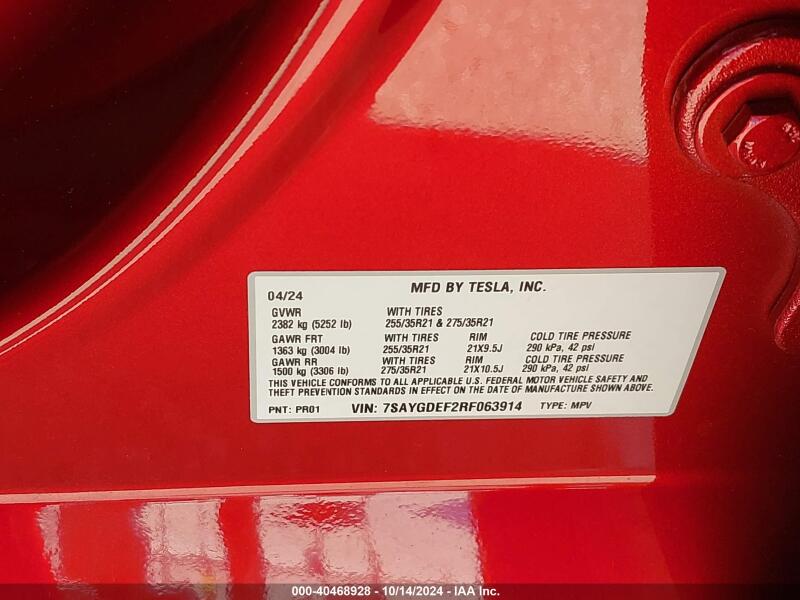 MFD BY TESLA, INC.
04/24
GVWR WITH TIRES
2382 kg (5252 lb) 255/35R21 & 275/35R21
GAWR FRT WITH TIRES RIM COLD TIRE PRESSURE
1363 kg (3004 lb) 255/35R21 21X9.5J 290 kPa, 42 psi
GAWR RR WITH TIRES RIM COLD TIRE PRESSURE
1500 kg (3306 lb) 275/35R21 21X10.5J 290 kPa, 42 psi
THIS VEHICLE CONFORMS TO ALL APPLICABLE U.S. FEDERAL MOTOR VEHICLE SAFETY AND
THEFT PREVENTION STANDARDS IN EFFECT ON THE DATE OF MANUFACTURE SHOWN ABOVE.
PNT: PR01 VIN: 7SAYGDEF2RF063914 TYPE: MPV
000-40468928 - 10/14/2024 - IAA Inc.